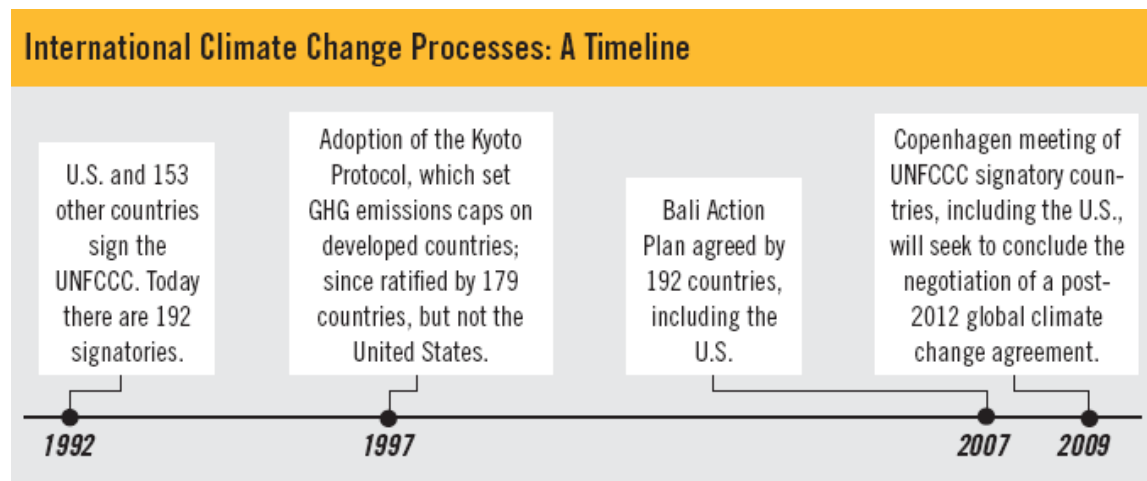 International Climate Change Processes: A Timeline
U.S. and 153
other countries
sign the
UNFCCC. Today
there are 192
signatories.
Adoption of the Kyoto
Protocol, which set
GHG emissions caps on
developed countries;
since ratified by 179
countries, but not the
United States.
Bali Action
Plan agreed by
192 countries,
including the
U.S.
Copenhagen meeting of
UNFCCC signatory coun-
tries, including the U.S.,
will seek to conclude the
negotiation of a post-
2012 global climate
change agreement.
1992
1997
2007
2009